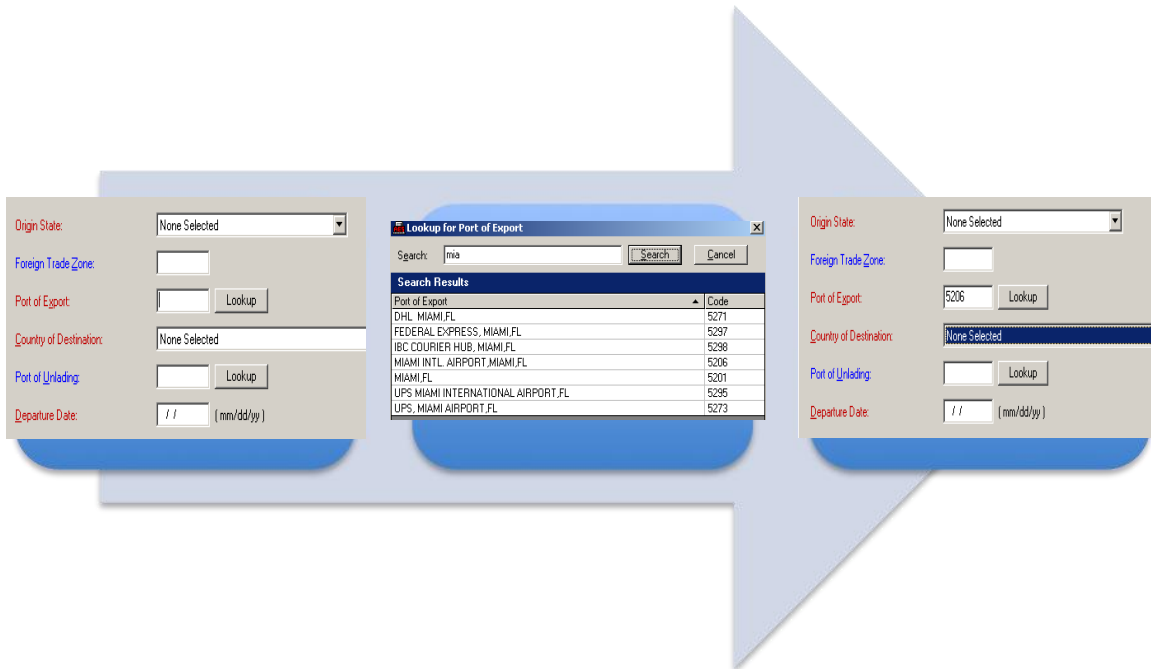 Origin State: None Selected
Foreign Trade Zone:
Port of Export: Lookup
Country of Destination: None Selected
Port of Unlading: Lookup
Departure Date: / / ( mm/dd/yy )
Lookup for Port of Export
Search: mia Search Cancel
Search Results
Port of Export Code
DHL MIAMI,FL 5271
FEDERAL EXPRESS, MIAMI,FL 5297
IBC COURIER HUB, MIAMI,FL 5298
MIAMI INTL. AIRPORT,MIAMI,FL 5206
MIAMI,FL 5201
UPS MIAMI INTERNATIONAL AIRPORT,FL 5295
UPS, MIAMI AIRPORT,FL 5273
Origin State: None Selected
Foreign Trade Zone:
Port of Export: 5206 Lookup
Country of Destination: None Selected
Port of Unlading: Lookup
Departure Date: / / ( mm/dd/yy )